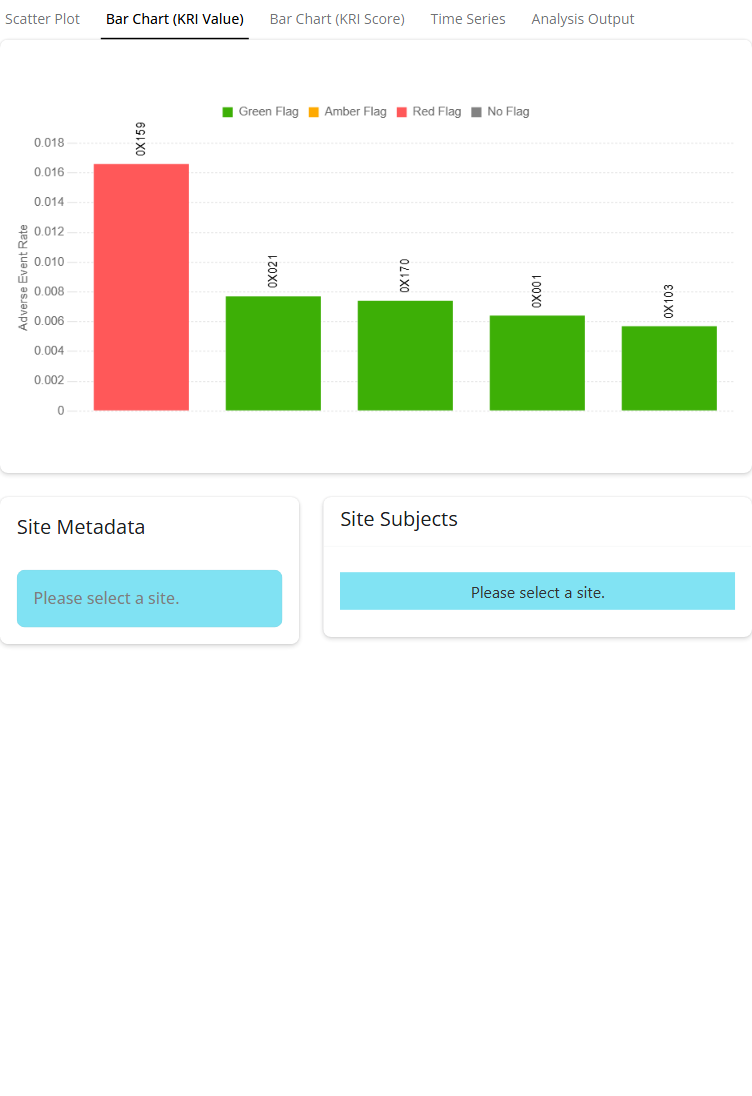 Scatter Plot
Bar Chart (KRI Value)
Bar Chart (KRI Score)
Time Series
Analysis Output
Green Flag
Amber Flag
Red Flag
No Flag
Adverse Event Rate
0.018
0.016
0.014
0.012
0.010
0.008
0.006
0.004
0.002
0
0X159
0X021
0X170
0X001
0X103
Site Metadata
Please select a site.
Site Subjects
Please select a site.